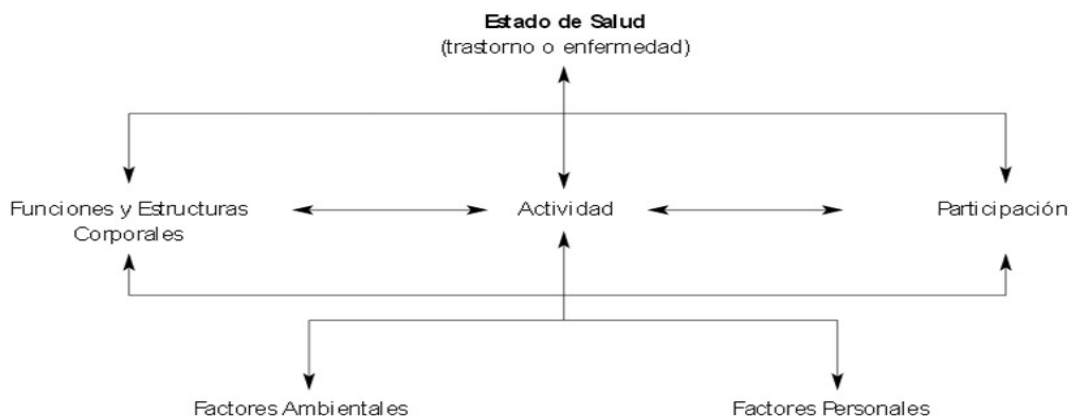 Estado de Salud
(trastorno o enfermedad)
Funciones y Estructuras
Corporales
Actividad
Participación
Factores Ambientales
Factores Personales